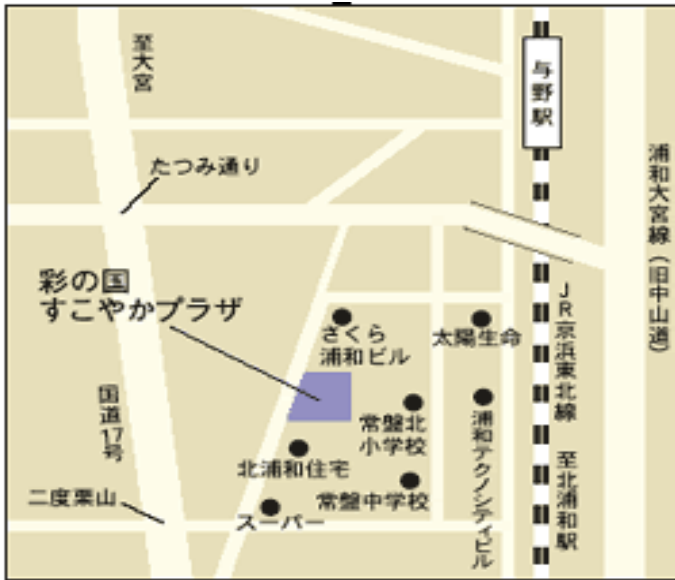 至大宮
与野駅
たつみ通り
浦和大宮線(旧中山道)
彩の国
すこやかプラザ
さくら
浦和ビル
太陽生命
JR京浜東北線
至北浦和駅
国道17号
常盤北
小学校
浦和テクノシティビル
北浦和住宅
常盤中学校
二度栗山
スーパー